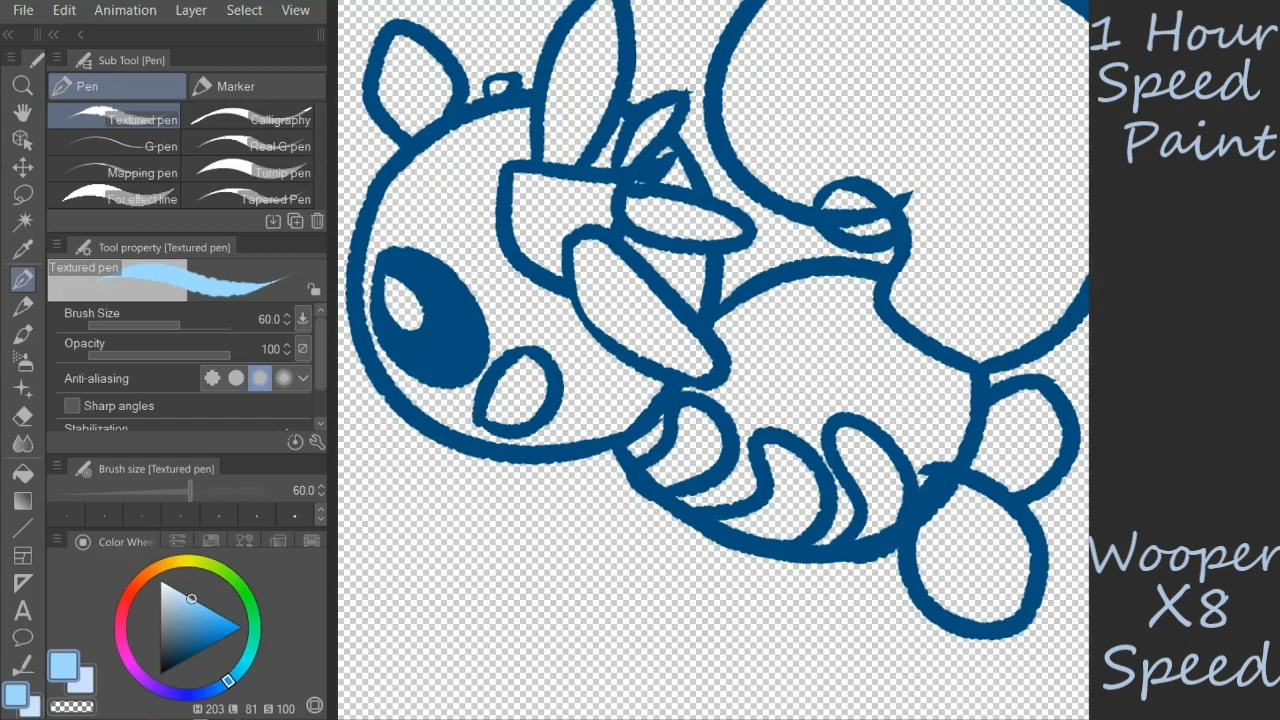 File Edit Animation Layer Select View
Sub Tool [Pen]
Pen Marker
Textured pen Calligraphy
G-pen Real G-pen
Mapping pen Turnip pen
For effect line Tapered Pen
Tool property [Textured pen]
Textured pen
Brush Size 60.0
Opacity 100
Anti-aliasing
Sharp angles
Stabilization
Brush size [Textured pen]
60.0
Color Whee
H 203 L 81 S 100
1 Hour
Speed
Paint
Wooper
X8
Speed